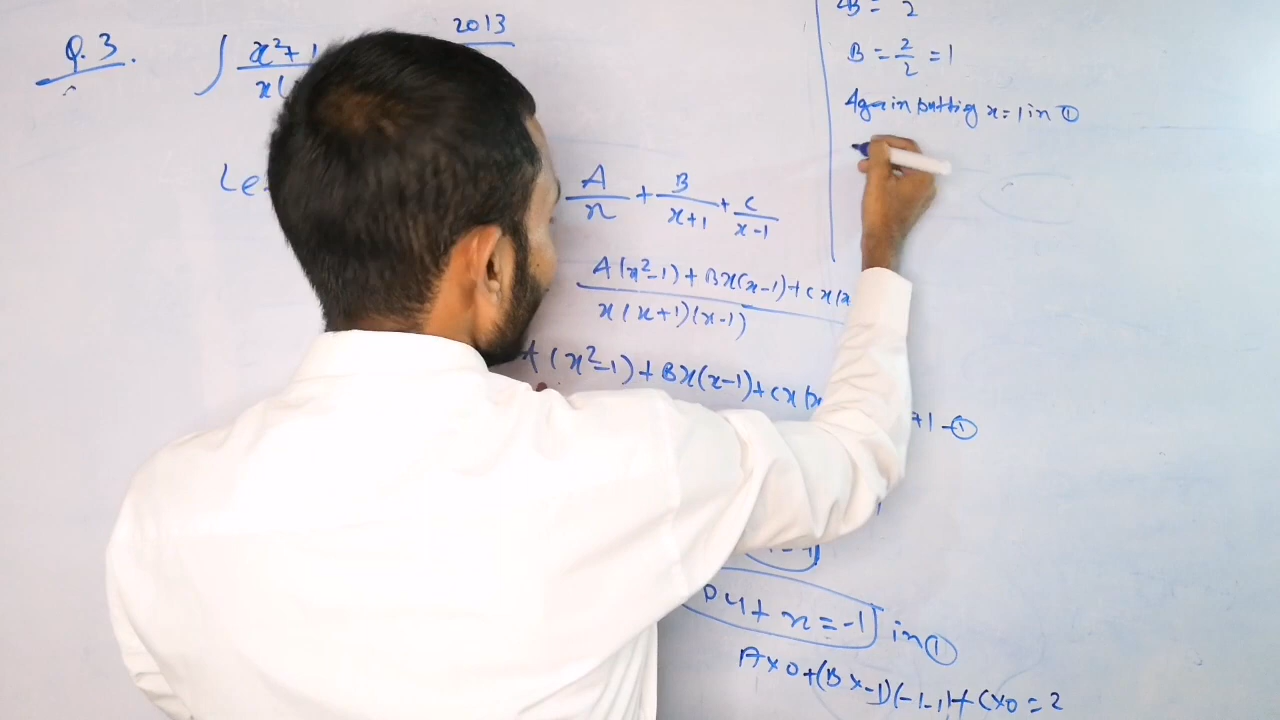 Q.3. ∫ x²+1 2013
x(
Le
A/x + B/x+1 + C/x-1
A(x²-1) + Bx(x-1) + Cx(x
x(x+1)(x-1)
A(x²-1) + Bx(x-1) + Cx(x
+1 -①
x = -1 in ①
A×0+(B×-1)(-1-1)+C×0 = 2
2B = 2
B = 2/2 = 1
Again putting x=1 in ①